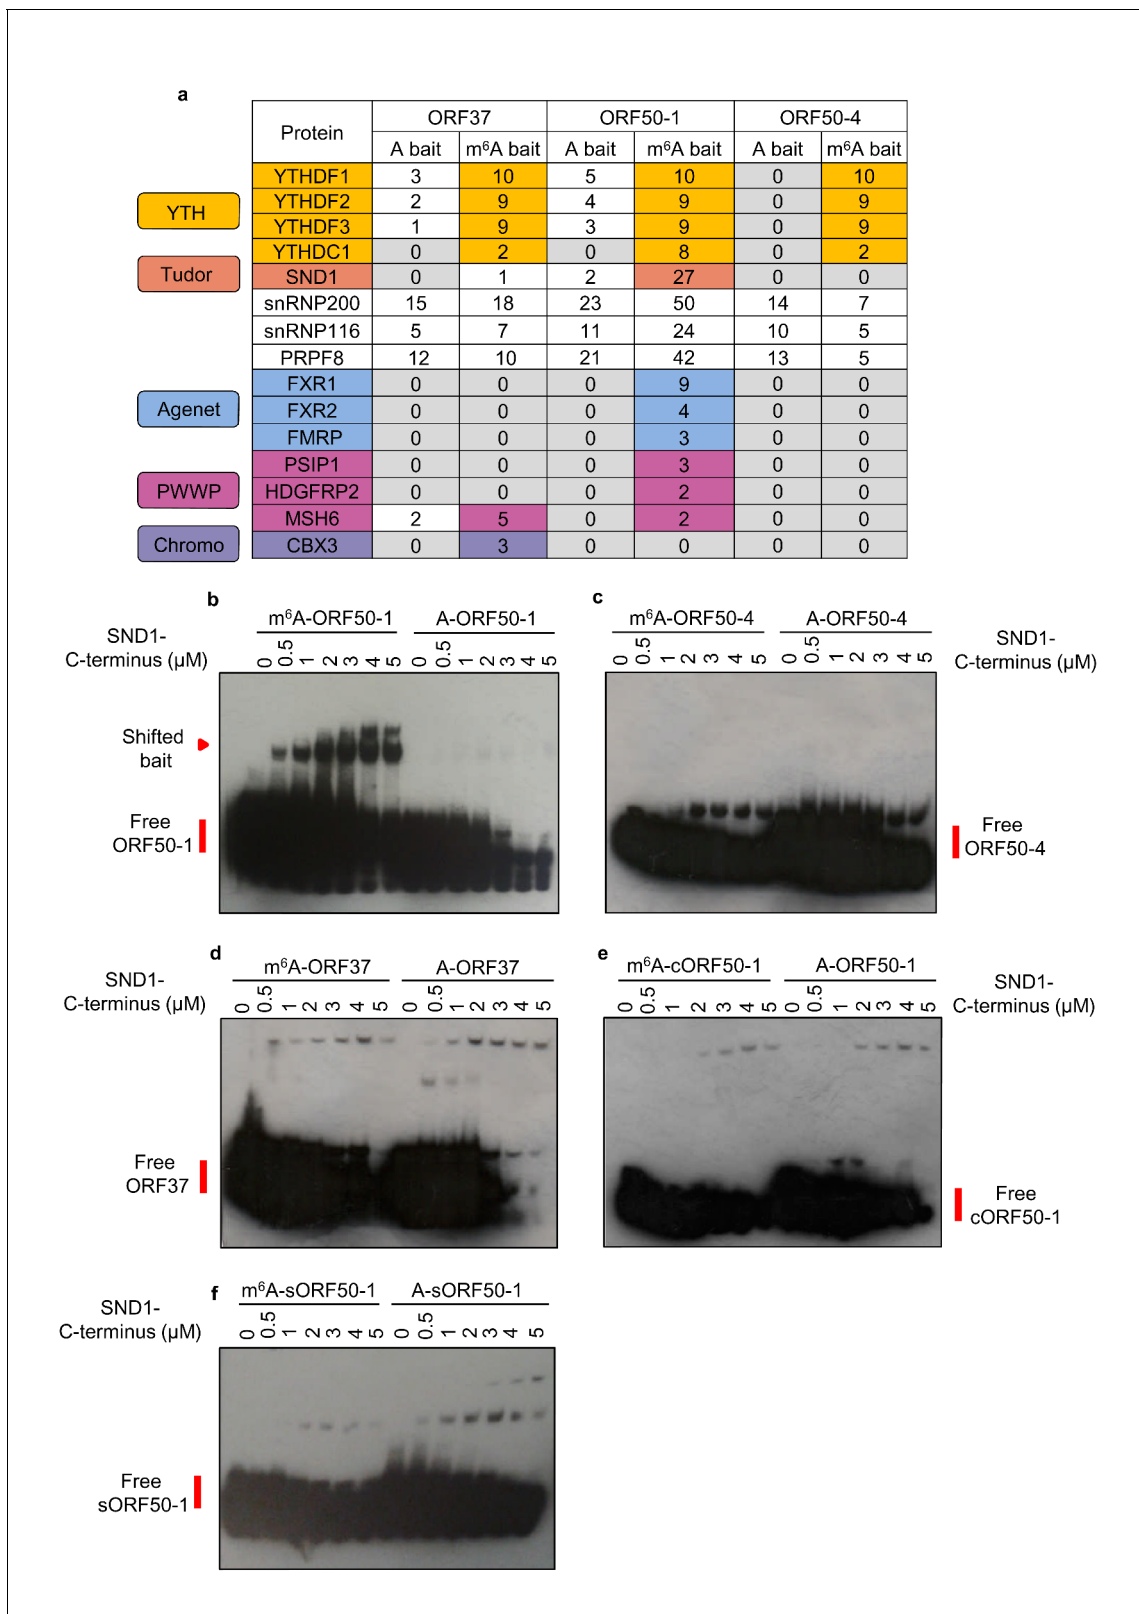 a
Protein ORF37 ORF50-1 ORF50-4
A bait m⁶A bait A bait m⁶A bait A bait m⁶A bait
YTH
Tudor
Agenet
PWWP
Chromo
YTHDF1 3 10 5 10 0 10
YTHDF2 2 9 4 9 0 9
YTHDF3 1 9 3 9 0 9
YTHDC1 0 2 0 8 0 2
SND1 0 1 2 27 0 0
snRNP200 15 18 23 50 14 7
snRNP116 5 7 11 24 10 5
PRPF8 12 10 21 42 13 5
FXR1 0 0 0 9 0 0
FXR2 0 0 0 4 0 0
FMRP 0 0 0 3 0 0
PSIP1 0 0 0 3 0 0
HDGFRP2 0 0 0 2 0 0
MSH6 2 5 0 2 0 0
CBX3 0 3 0 0 0 0
b
m⁶A-ORF50-1 A-ORF50-1
SND1-
C-terminus (µM)
0 0.5 1 2 3 4 5 0 0.5 1 2 3 4 5
Shifted
bait
Free
ORF50-1
c
m⁶A-ORF50-4 A-ORF50-4
0 0.5 1 2 3 4 5 0 0.5 1 2 3 4 5
SND1-
C-terminus (µM)
Free
ORF50-4
d
m⁶A-ORF37 A-ORF37
SND1-
C-terminus (µM)
0 0.5 1 2 3 4 5 0 0.5 1 2 3 4 5
Free
ORF37
e
m⁶A-cORF50-1 A-ORF50-1
0 0.5 1 2 3 4 5 0 0.5 1 2 3 4 5
SND1-
C-terminus (µM)
Free
cORF50-1
f
m⁶A-sORF50-1 A-sORF50-1
SND1-
C-terminus (µM)
0 0.5 1 2 3 4 5 0 0.5 1 2 3 4 5
Free
sORF50-1